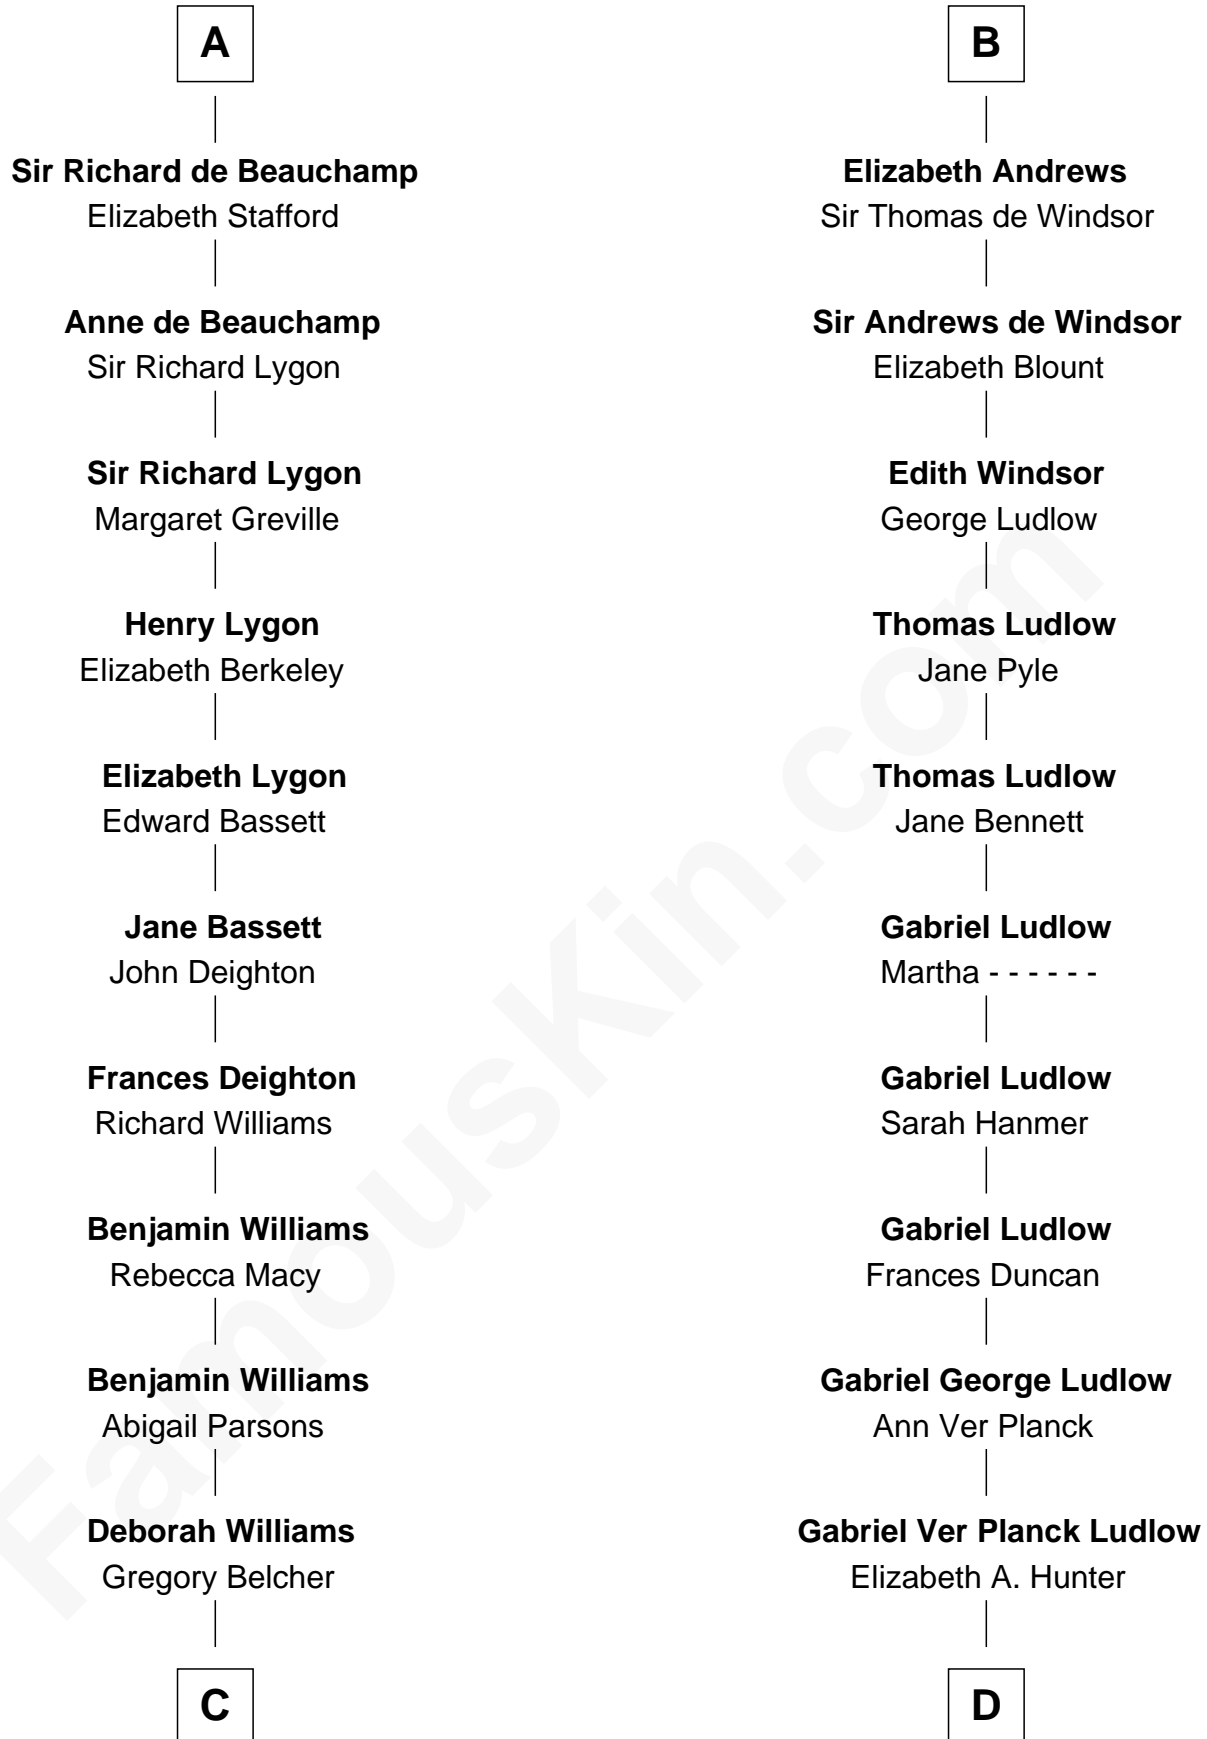 A
Sir Richard de Beauchamp
Elizabeth Stafford
Anne de Beauchamp
Sir Richard Lygon
Sir Richard Lygon
Margaret Greville
Henry Lygon
Elizabeth Berkeley
Elizabeth Lygon
Edward Bassett
Jane Bassett
John Deighton
Frances Deighton
Richard Williams
Benjamin Williams
Rebecca Macy
Benjamin Williams
Abigail Parsons
Deborah Williams
Gregory Belcher
C
B
Elizabeth Andrews
Sir Thomas de Windsor
Sir Andrews de Windsor
Elizabeth Blount
Edith Windsor
George Ludlow
Thomas Ludlow
Jane Pyle
Thomas Ludlow
Jane Bennett
Gabriel Ludlow
Martha - - - - - -
Gabriel Ludlow
Sarah Hanmer
Gabriel Ludlow
Frances Duncan
Gabriel George Ludlow
Ann Ver Planck
Gabriel Ver Planck Ludlow
Elizabeth A. Hunter
D
FamousKin.com